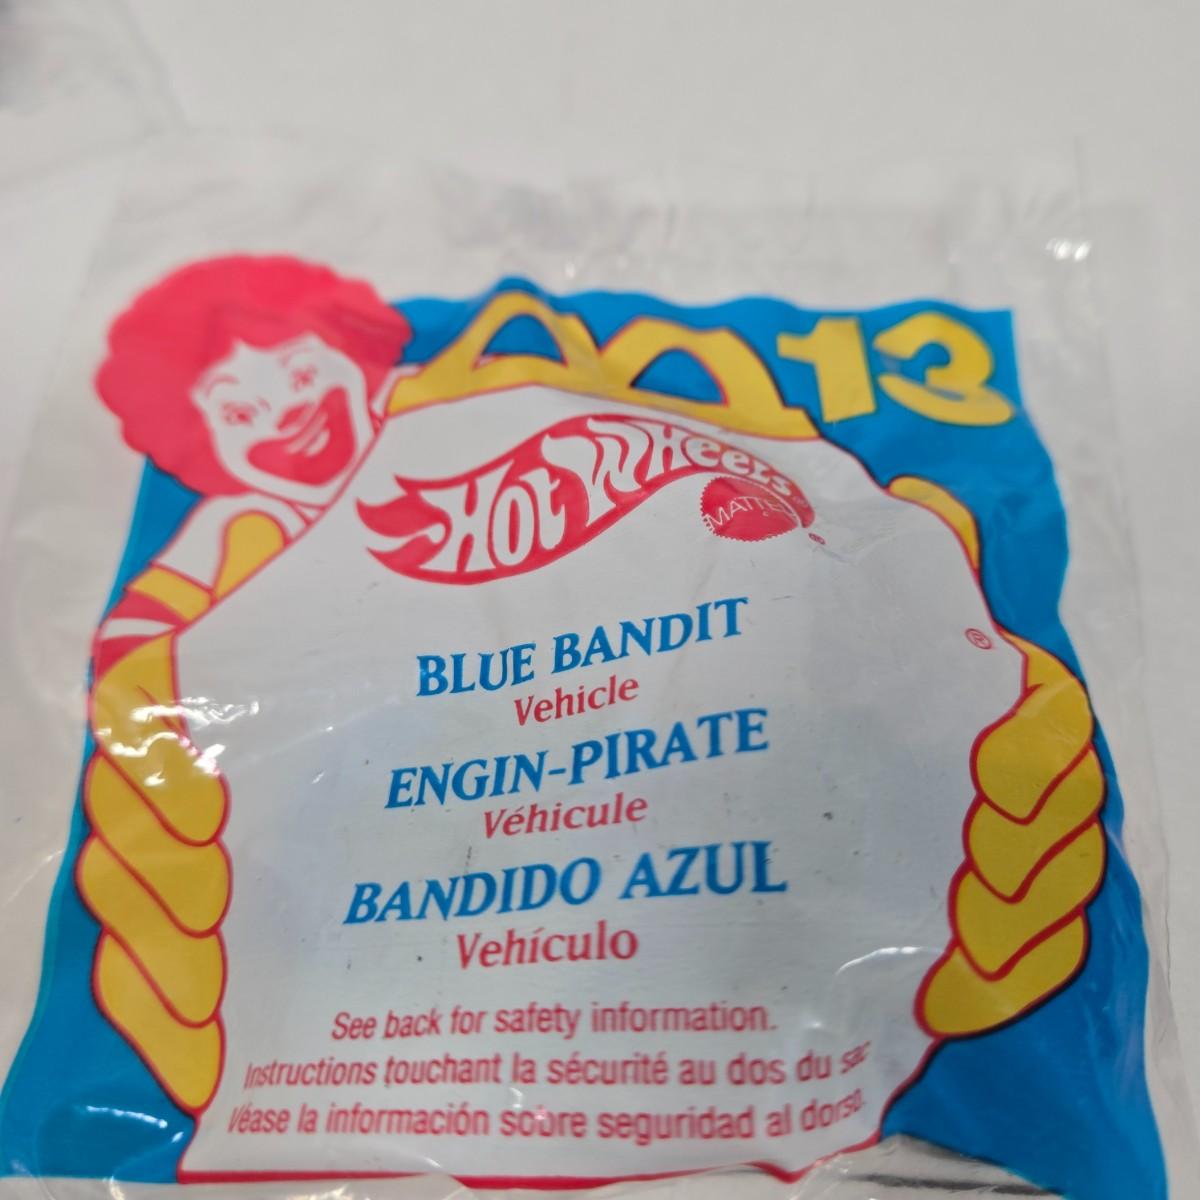 13
Hot Wheels
MATTEL
®
BLUE BANDIT
Vehicle
®
ENGIN-PIRATE
Véhicule
BANDIDO AZUL
Vehículo
See back for safety information.
Instructions touchant la sécurité au dos du sac
Véase la información sobre seguridad al dorso.